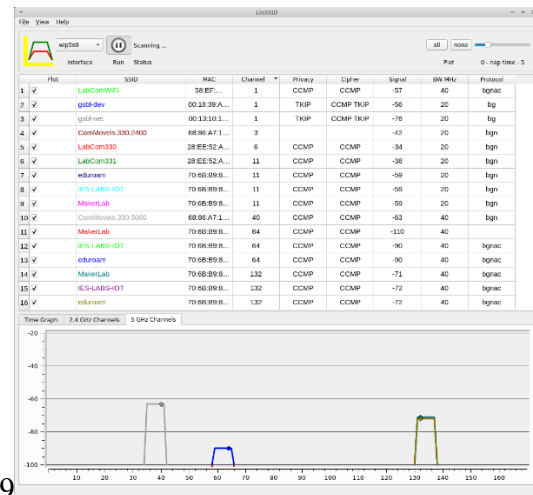 LinSSID
File View Help
wlp5s0 Scanning ... all none
Interface Run Status Plot 0 - nap time - 5
Plot SSID MAC Channel Privacy Cipher Signal BW MHz Protocol
1 LabComWiFi 58:EF:... 1 CCMP CCMP -57 40 bgnac
2 gsbl-dev 00:18:39:A... 1 TKIP CCMP TKIP -56 20 bg
3 gsbl-net 00:13:10:1... 1 TKIP CCMP TKIP -76 20 bg
4 ComMoveis.330.2400 68:86:A7:1... 3 -42 20 bgn
5 LabCom330 28:EE:52:A... 6 CCMP CCMP -34 20 bgn
6 LabCom331 28:EE:52:A... 11 CCMP CCMP -38 20 bgn
7 eduroam 70:6B:B9:8... 11 CCMP CCMP -59 20 bgn
8 IES-LABS-IOT 70:6B:B9:8... 11 CCMP CCMP -59 20 bgn
9 MakerLab 70:6B:B9:8... 11 CCMP CCMP -59 20 bgn
10 ComMoveis.330.5000 68:86:A7:1... 40 CCMP CCMP -63 40 bgn
11 MakerLab 70:6B:B9:8... 64 CCMP CCMP -110 40
12 IES-LABS-IOT 70:6B:B9:8... 64 CCMP CCMP -90 40 bgnac
13 eduroam 70:6B:B9:8... 64 CCMP CCMP -90 40 bgnac
14 MakerLab 70:6B:B9:8... 132 CCMP CCMP -71 40 bgnac
15 IES-LABS-IOT 70:6B:B9:8... 132 CCMP CCMP -72 40 bgnac
16 eduroam 70:6B:B9:8... 132 CCMP CCMP -72 40 bgnac
Time Graph 2.4 GHz Channels 5 GHz Channels
-20
-40
-60
-80
-100
10 20 30 40 50 60 70 80 90 100 110 120 130 140 150 160
9